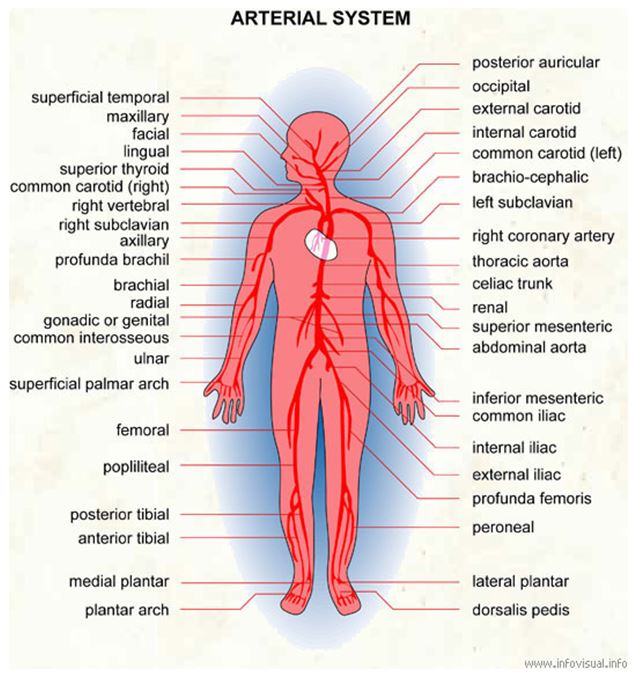 ARTERIAL SYSTEM
superficial temporal
maxillary
facial
lingual
superior thyroid
common carotid (right)
right vertebral
right subclavian
axillary
profunda brachil
brachial
radial
gonadic or genital
common interosseous
ulnar
superficial palmar arch
femoral
popliliteal
posterior tibial
anterior tibial
medial plantar
plantar arch
posterior auricular
occipital
external carotid
internal carotid
common carotid (left)
brachio-cephalic
left subclavian
right coronary artery
thoracic aorta
celiac trunk
renal
superior mesenteric
abdominal aorta
inferior mesenteric
common iliac
internal iliac
external iliac
profunda femoris
peroneal
lateral plantar
dorsalis pedis
www.infovisual.info